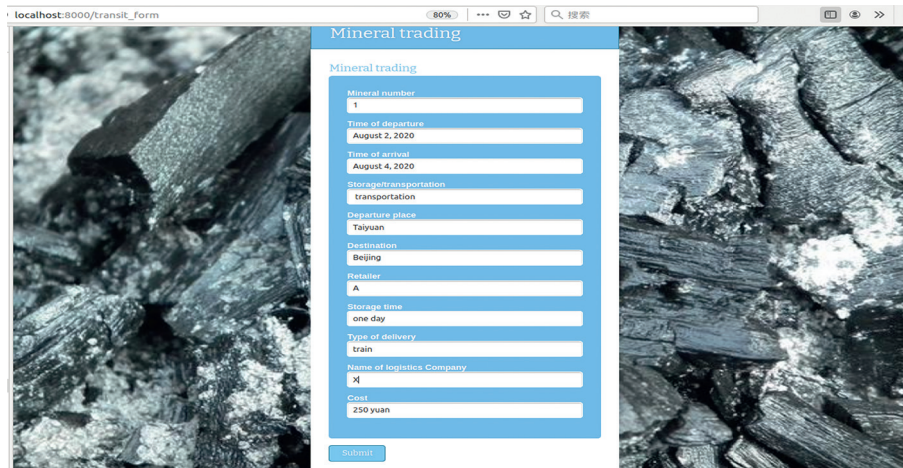 localhost:8000/transit_form
80%
搜索
Mineral trading
Mineral trading
Mineral number
1
Time of departure
August 2, 2020
Time of arrival
August 4, 2020
Storage/transportation
transportation
Departure place
Taiyuan
Destination
Beijing
Retailer
A
Storage time
one day
Type of delivery
train
Name of logistics Company
X
Cost
250 yuan
Submit